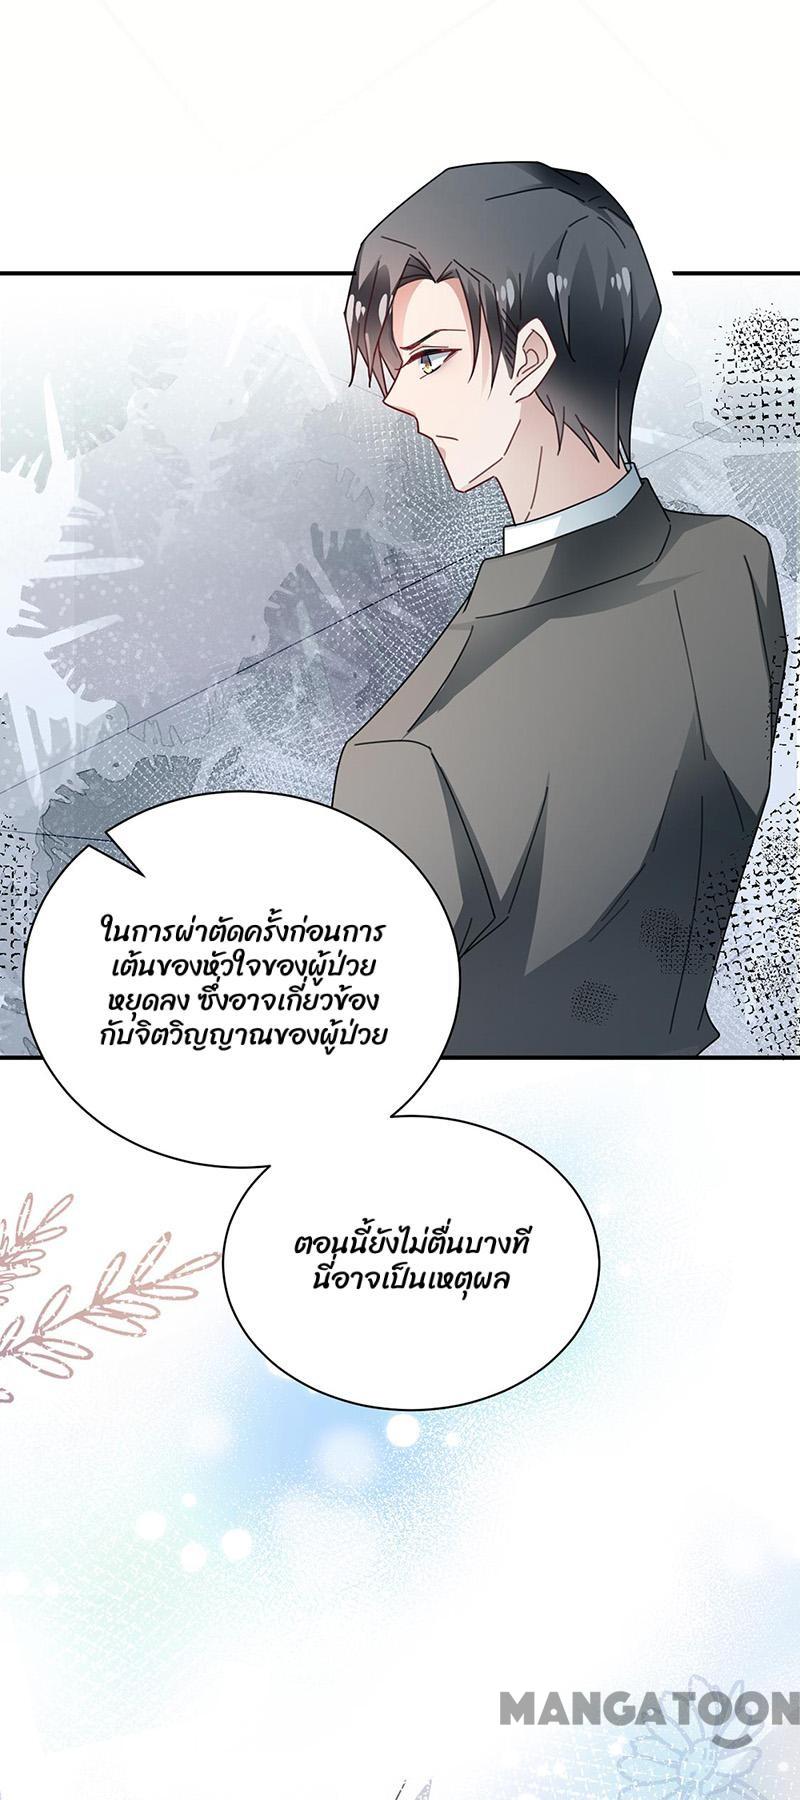 ในการผ่าตัดครั้งก่อนการ
เต้นของหัวใจของผู้ป่วย
หยุดลง ซึ่งอาจเกี่ยวข้อง
กับจิตวิญญาณของผู้ป่วย
ตอนนี้ยังไม่ตื่นบางที
นี่อาจเป็นเหตุผล
MANGATOON